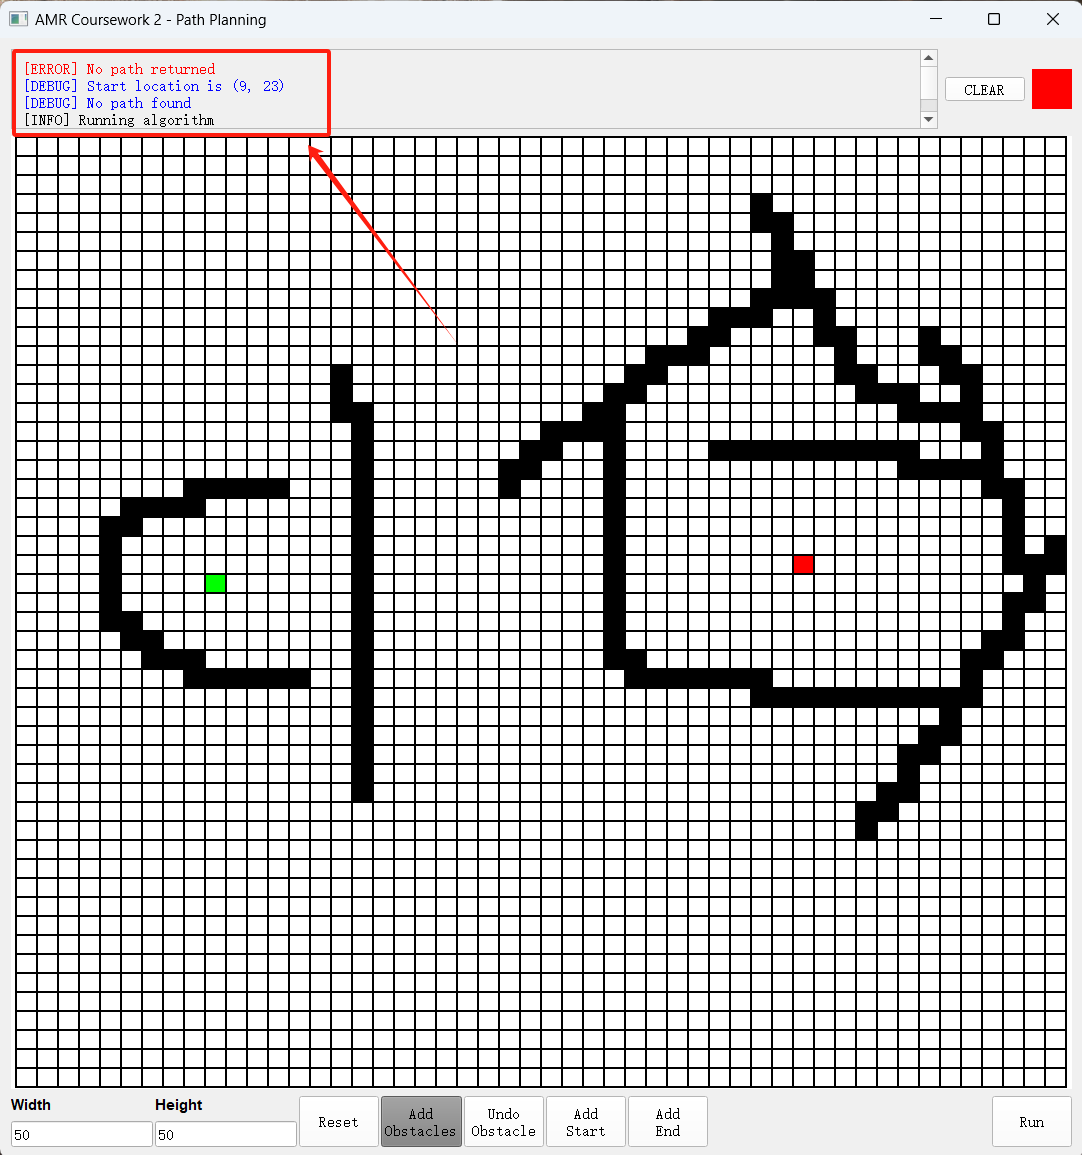 AMR Coursework 2 - Path Planning
[ERROR] No path returned
[DEBUG] Start location is (9, 23)
[DEBUG] No path found
[INFO] Running algorithm
CLEAR
Width
Height
50
50
Reset
Add
Obstacles
Undo
Obstacle
Add
Start
Add
End
Run